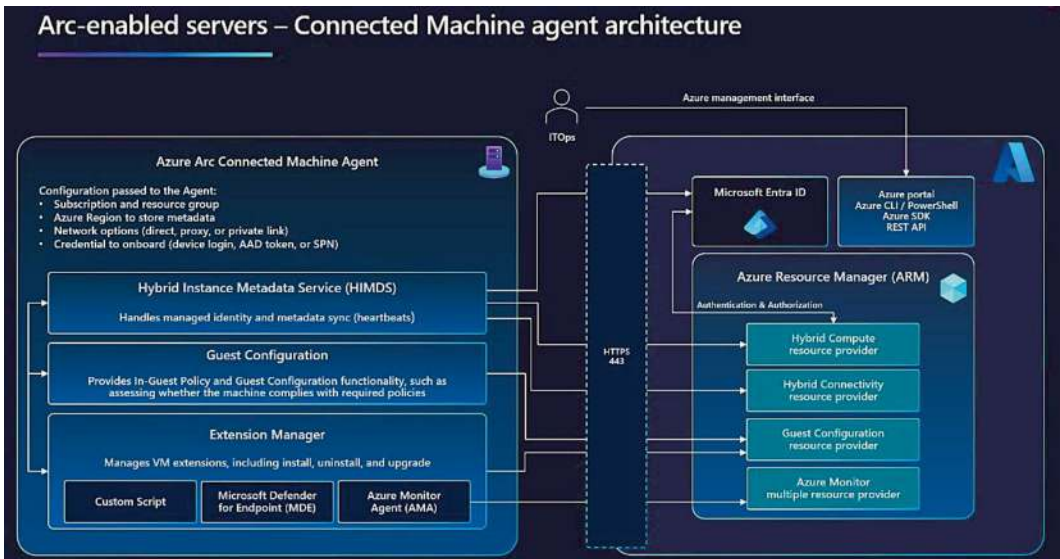 Arc-enabled servers – Connected Machine agent architecture
Azure management interface
ITOps
Azure Arc Connected Machine Agent
Configuration passed to the Agent:
• Subscription and resource group
• Azure Region to store metadata
• Network options (direct, proxy, or private link)
• Credential to onboard (device login, AAD token, or SPN)
Hybrid Instance Metadata Service (HIMDS)
Handles managed identity and metadata sync (heartbeats)
Guest Configuration
Provides In-Guest Policy and Guest Configuration functionality, such as
assessing whether the machine complies with required policies
Extension Manager
Manages VM extensions, including install, uninstall, and upgrade
Custom Script
Microsoft Defender
for Endpoint (MDE)
Azure Monitor
Agent (AMA)
HTTPS
443
Microsoft Entra ID
Azure portal
Azure CLI / PowerShell
Azure SDK
REST API
Azure Resource Manager (ARM)
Authentication & Authorization
Hybrid Compute
resource provider
Hybrid Connectivity
resource provider
Guest Configuration
resource provider
Azure Monitor
multiple resource provider